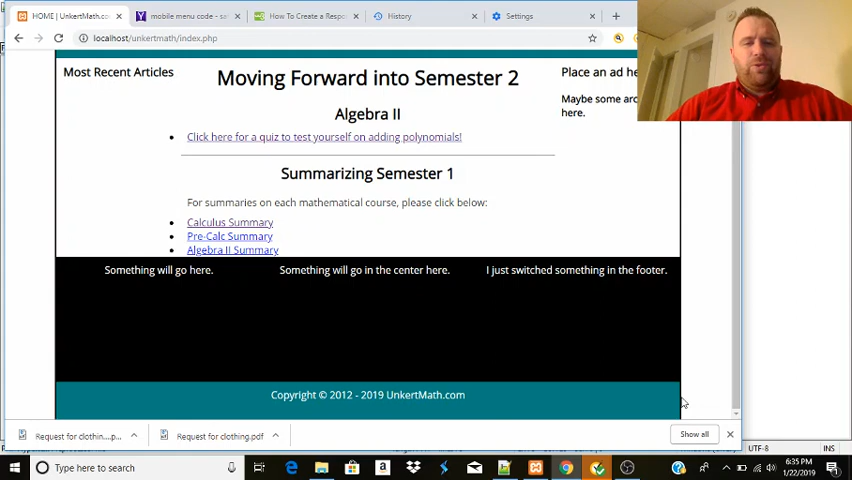 HOME | UnkertMath.co
mobile menu code - sa
How To Create a Respo
History
Settings
localhost/unkertmath/index.php
Most Recent Articles
Moving Forward into Semester 2
Place an ad he
Maybe some
here.
Algebra II
Click here for a quiz to test yourself on adding polynomials!
Summarizing Semester 1
For summaries on each mathematical course, please click below:
Calculus Summary
Pre-Calc Summary
Algebra II Summary
Something will go here.
Something will go in the center here.
I just switched something in the footer.
Copyright © 2012 - 2019 UnkertMath.com
Request for clothin....p...
Request for clothing.pdf
Show all
UTF-8
INS
Type here to search
6:35 PM
1/22/2019